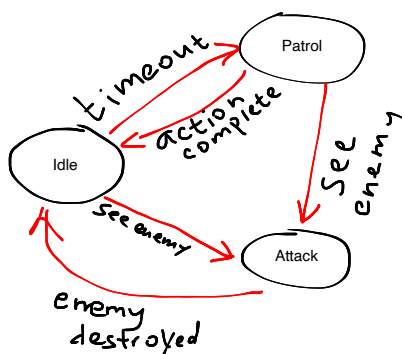 timeout
Patrol
action
complete
Idle
see enemy
see
enemy
Attack
enemy
destroyed